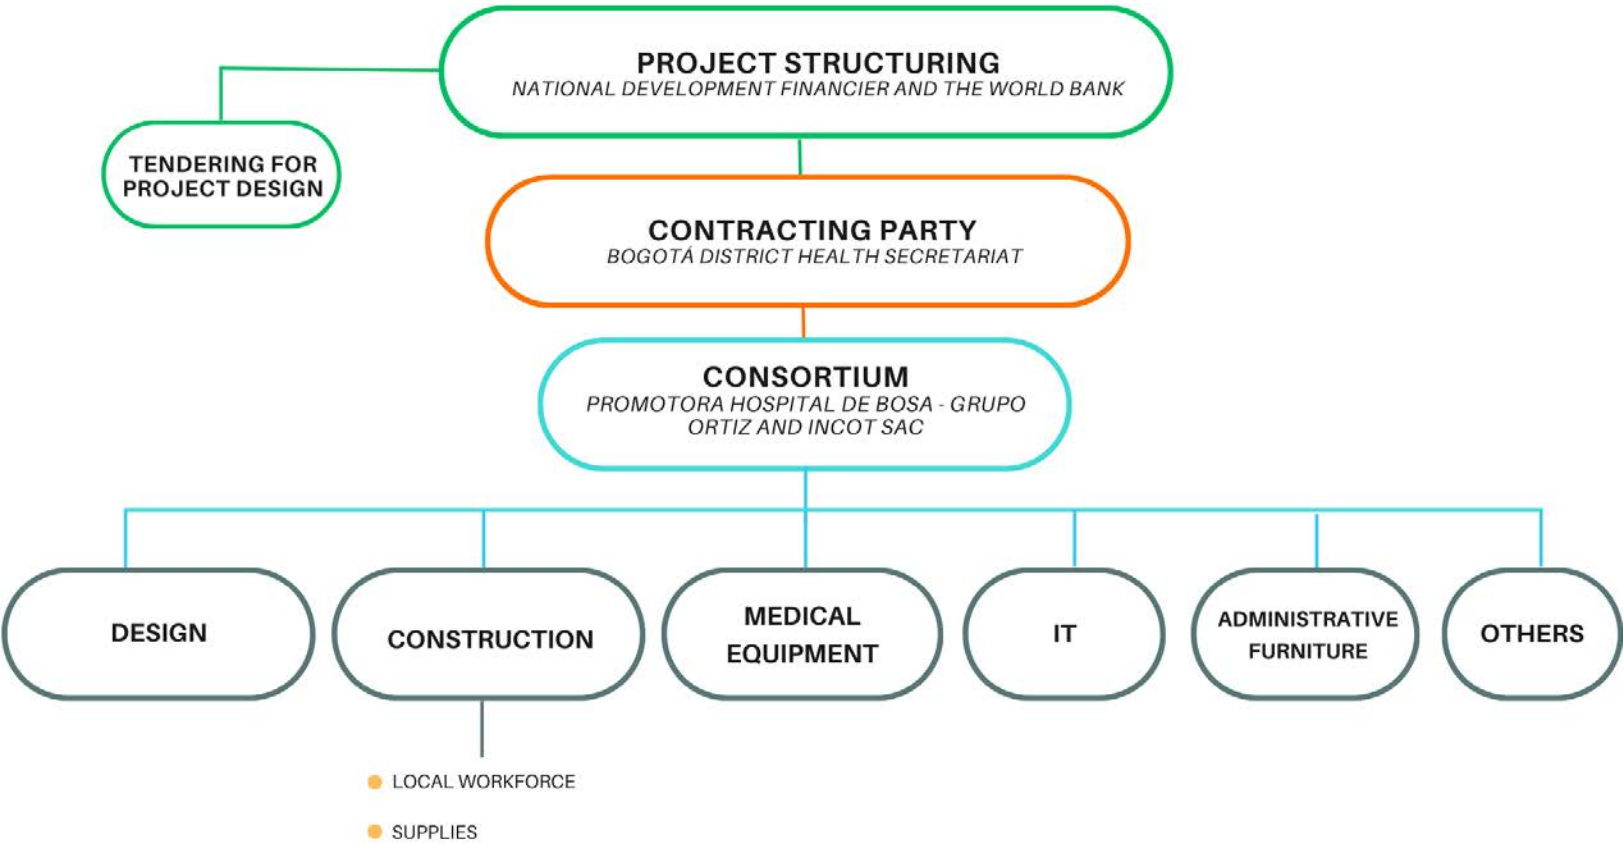 PROJECT STRUCTURING
NATIONAL DEVELOPMENT FINANCIER AND THE WORLD BANK
TENDERING FOR
PROJECT DESIGN
CONTRACTING PARTY
BOGOTÁ DISTRICT HEALTH SECRETARIAT
CONSORTIUM
PROMOTORA HOSPITAL DE BOSA - GRUPO
ORTIZ AND INCOT SAC
DESIGN
CONSTRUCTION
MEDICAL
EQUIPMENT
IT
ADMINISTRATIVE
FURNITURE
OTHERS
LOCAL WORKFORCE
SUPPLIES